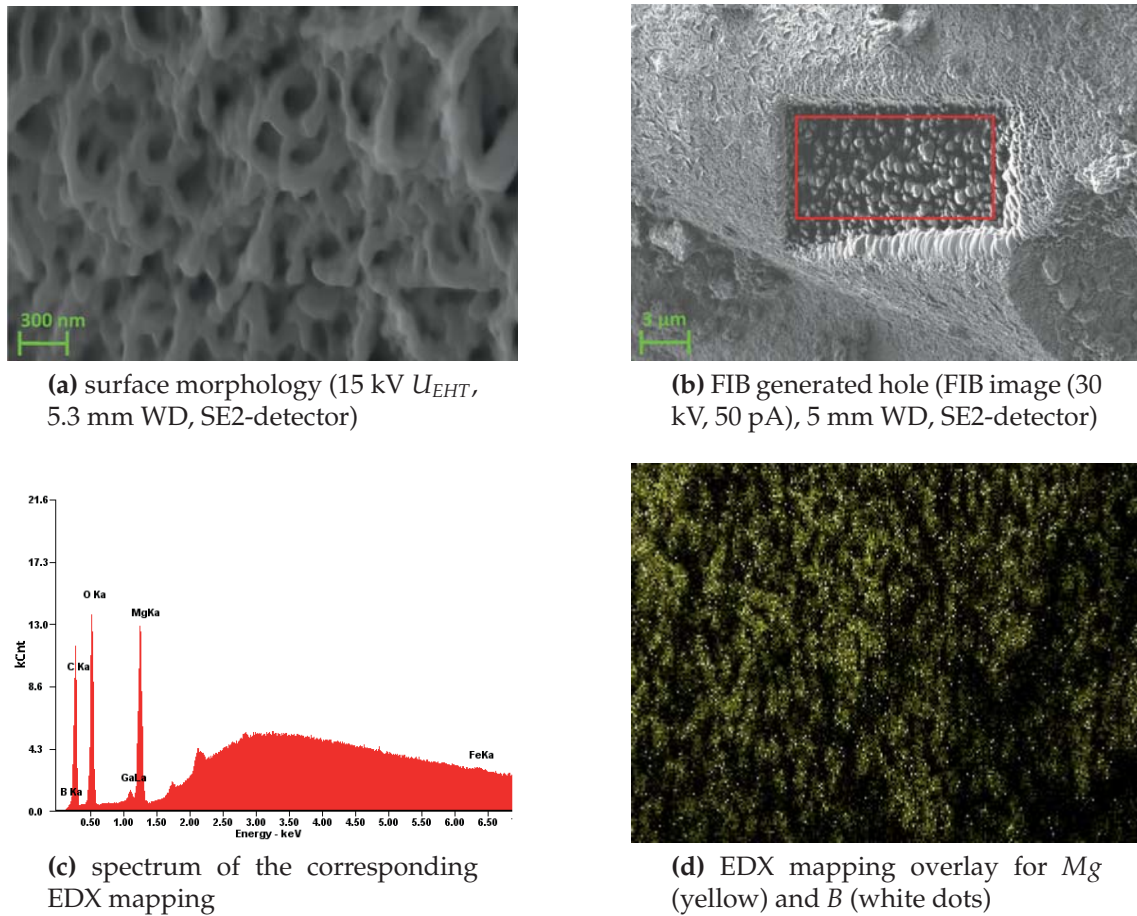 300 nm
3 μm
(a) surface morphology (15 kV U_EHT,
5.3 mm WD, SE2-detector)
(b) FIB generated hole (FIB image (30
kV, 50 pA), 5 mm WD, SE2-detector)
21.6
17.3
13.0
8.6
4.3
0.0
kCnt
C Ka
O Ka
MgKa
B Ka
GaLa
FeKa
0.50 1.00 1.50 2.00 2.50 3.00 3.50 4.00 4.50 5.00 5.50 6.00 6.50
Energy - keV
(c) spectrum of the corresponding
EDX mapping
(d) EDX mapping overlay for Mg
(yellow) and B (white dots)